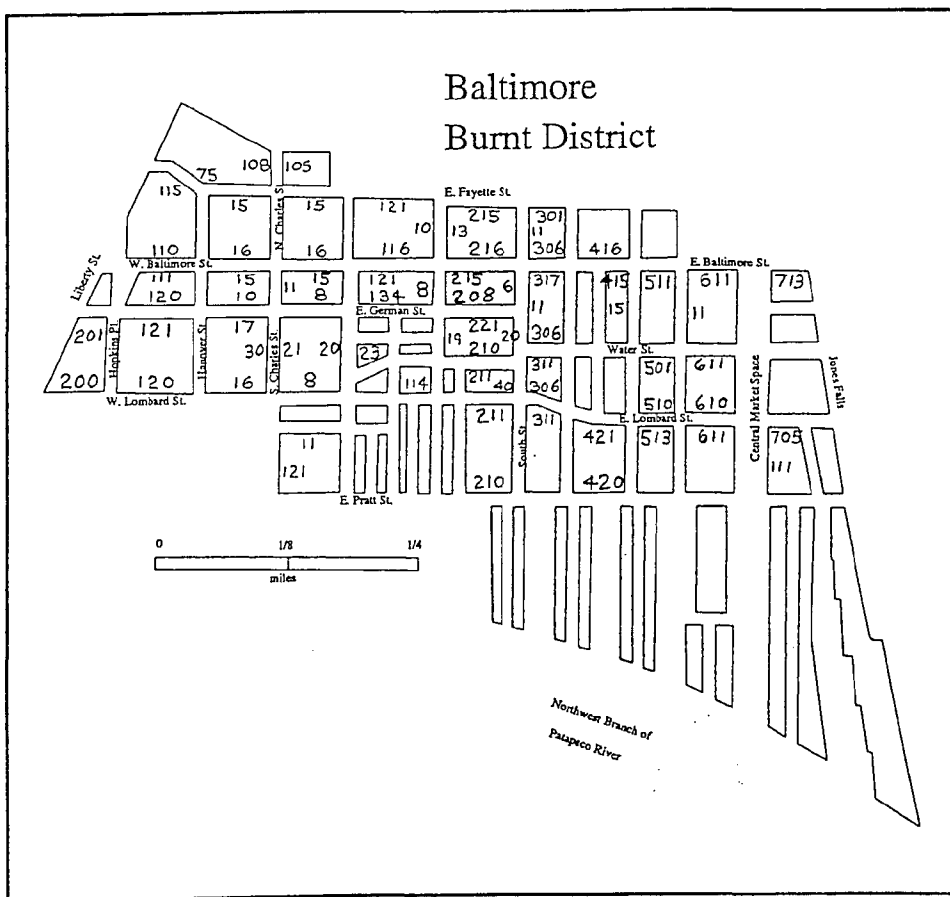 Baltimore
Burnt District
108 105
75
E. Fayette St.
115 15 15 121 215 301
10 13 11
N. Charles St.
110 16 16 116 216 306 416
W. Baltimore St. E. Baltimore St.
Liberty St.
111 15 11 15 121 8 215 6 317 415 511 611 713
120 10 8 134 208 11 15 11
E. German St.
201 121 17 19 221 20 306
Hopkins Pl. Hanover St. 30 S. Charles St. 21 20 23 210
Water St.
200 120 16 8 114 211 40 311 501 611
306 510 610
W. Lombard St. E. Lombard St.
Central Market Space
Jones Falls
11 211 South St. 311 421 513 611 705
121 210 420 111
E. Pratt St.
0 1/8 1/4
miles
Northwest Branch of
Patapsco River